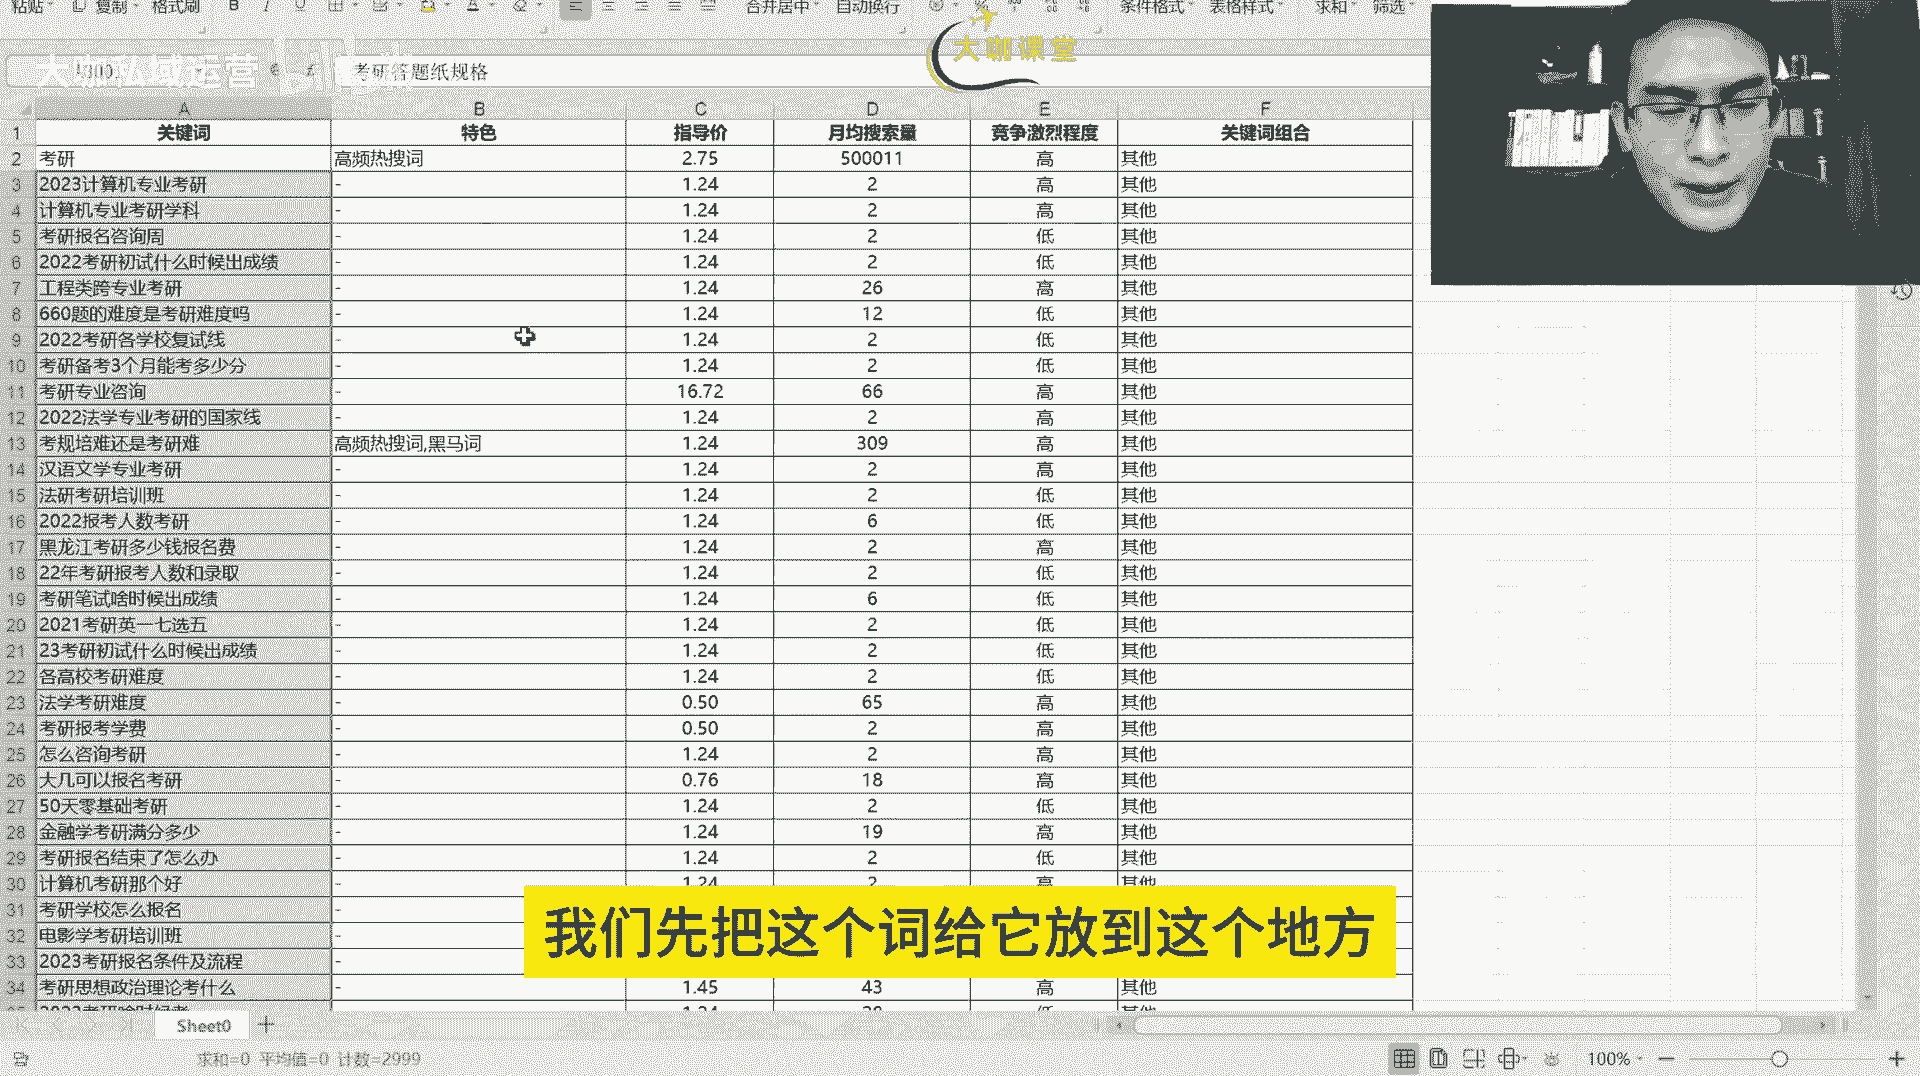 粘贴 复制 格式刷 B I U A 合并居中 自动换行 % 条件格式 表格样式 求和 筛选
大咖课堂
大咖私域运营
考研答题纸规格
A B C D E F
1 关键词 特色 指导价 月均搜索量 竞争激烈程度 关键词组合
2 考研 高频热搜词 2.75 500011 高 其他
3 2023计算机专业考研 - 1.24 2 高 其他
4 计算机专业考研学科 - 1.24 2 高 其他
5 考研报名咨询周 - 1.24 2 低 其他
6 2022考研初试什么时候出成绩 - 1.24 2 低 其他
7 工程类跨专业考研 - 1.24 26 高 其他
8 660题的难度是考研难度吗 - 1.24 12 低 其他
9 2022考研各学校复试线 - 1.24 2 低 其他
10 考研备考3个月能考多少分 - 1.24 2 低 其他
11 考研专业咨询 - 16.72 66 高 其他
12 2022法学专业考研的国家线 - 1.24 2 高 其他
13 考规培难还是考研难 高频热搜词,黑马词 1.24 309 高 其他
14 汉语文学专业考研 - 1.24 2 高 其他
15 法研考研培训班 - 1.24 2 低 其他
16 2022报考人数考研 - 1.24 6 低 其他
17 黑龙江考研多少钱报名费 - 1.24 2 高 其他
18 22年考研报考人数和录取 - 1.24 2 低 其他
19 考研笔试啥时候出成绩 - 1.24 6 低 其他
20 2021考研英一七选五 - 1.24 2 低 其他
21 23考研初试什么时候出成绩 - 1.24 2 低 其他
22 各高校考研难度 - 1.24 2 低 其他
23 法学考研难度 - 0.50 65 高 其他
24 考研报考学费 - 0.50 2 高 其他
25 怎么咨询考研 - 1.24 2 高 其他
26 大几可以报名考研 - 0.76 18 高 其他
27 50天零基础考研 - 1.24 2 低 其他
28 金融学考研满分多少 - 1.24 19 高 其他
29 考研报名结束了怎么办 - 1.24 2 低 其他
30 计算机考研那个好 - 1.24 2 高 其他
31 考研学校怎么报名 -
32 电影学考研培训班 -
33 2023考研报名条件及流程 -
我们先把这个词给它放到这个地方
34 考研思想政治理论考什么 - 1.45 43 高 其他
Sheet0
求和=0 平均值=0 计数=2999
100%